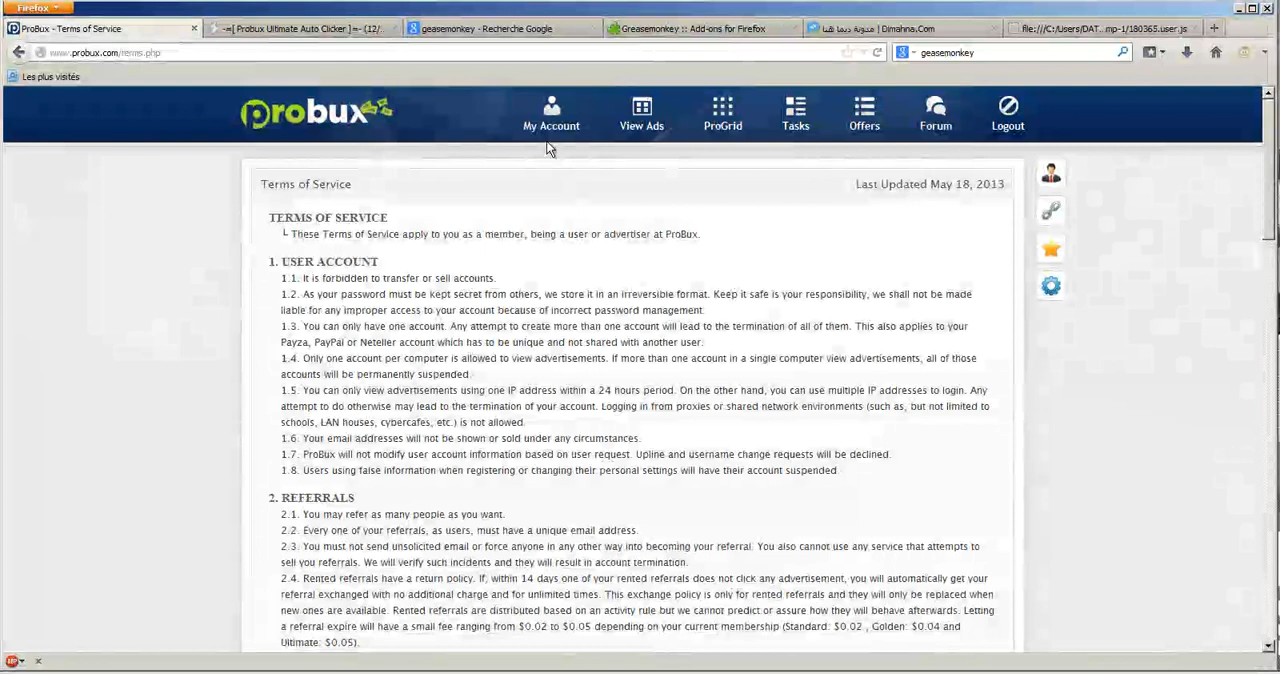 Firefox
ProBux - Terms of Service
-=[ Probux Ultimate Auto Clicker ]=- (12/...
geasemonkey - Recherche Google
Greasemonkey :: Add-ons for Firefox
مدونة ديما هنا | Dimahna.Com
file:///C:/Users/DAT...mp-1/180365.user.js
www.probux.com/terms.php
geasemonkey
Les plus visités
probux
My Account
View Ads
ProGrid
Tasks
Offers
Forum
Logout
Terms of Service
Last Updated May 18, 2013
TERMS OF SERVICE
└ These Terms of Service apply to you as a member, being a user or advertiser at ProBux.
1. USER ACCOUNT
1.1. It is forbidden to transfer or sell accounts.
1.2. As your password must be kept secret from others, we store it in an irreversible format. Keep it safe is your responsibility, we shall not be made
liable for any improper access to your account because of incorrect password management.
1.3. You can only have one account. Any attempt to create more than one account will lead to the termination of all of them. This also applies to your
Payza, PayPal or Neteller account which has to be unique and not shared with another user.
1.4. Only one account per computer is allowed to view advertisements. If more than one account in a single computer view advertisements, all of those
accounts will be permanently suspended.
1.5. You can only view advertisements using one IP address within a 24 hours period. On the other hand, you can use multiple IP addresses to login. Any
attempt to do otherwise may lead to the termination of your account. Logging in from proxies or shared network environments (such as, but not limited to
schools, LAN houses, cybercafes, etc.) is not allowed.
1.6. Your email addresses will not be shown or sold under any circumstances.
1.7. ProBux will not modify user account information based on user request. Upline and username change requests will be declined.
1.8. Users using false information when registering or changing their personal settings will have their account suspended
2. REFERRALS
2.1. You may refer as many people as you want.
2.2. Every one of your referrals, as users, must have a unique email address.
2.3. You must not send unsolicited email or force anyone in any other way into becoming your referral. You also cannot use any service that attempts to
sell you referrals. We will verify such incidents and they will result in account termination.
2.4. Rented referrals have a return policy. If, within 14 days one of your rented referrals does not click any advertisement, you will automatically get your
referral exchanged with no additional charge and for unlimited times. This exchange policy is only for rented referrals and they will only be replaced when
new ones are available. Rented referrals are distributed based on an activity rule but we cannot predict or assure how they will behave afterwards. Letting
a referral expire will have a small fee ranging from $0.02 to $0.05 depending on your current membership (Standard: $0.02 , Golden: $0.04 and
Ultimate: $0.05).